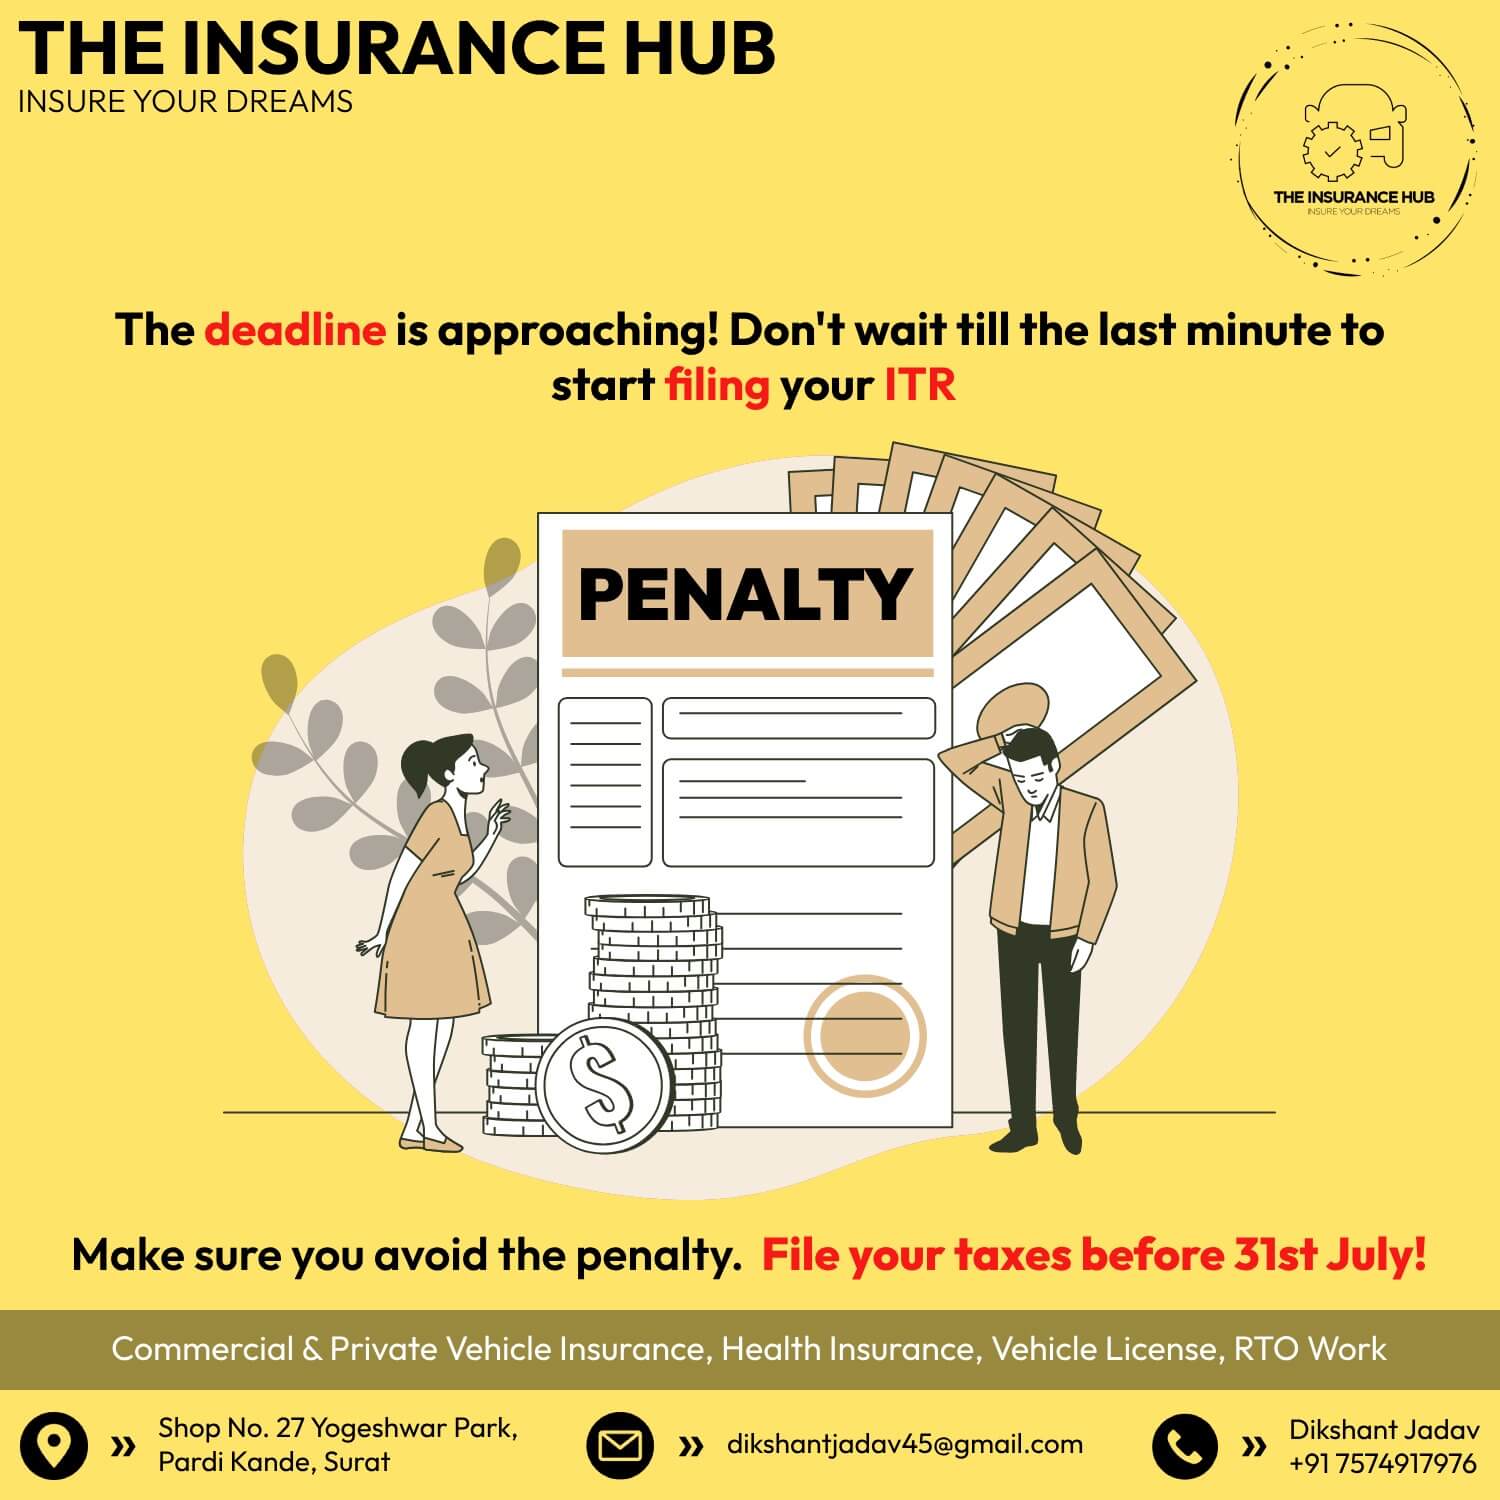 THE INSURANCE HUB
INSURE YOUR DREAMS
THE INSURANCE HUB
INSURE YOUR DREAMS
The deadline is approaching! Don't wait till the last minute to
start filing your ITR
PENALTY
$
Make sure you avoid the penalty. File your taxes before 31st July!
Commercial & Private Vehicle Insurance, Health Insurance, Vehicle License, RTO Work
Shop No. 27 Yogeshwar Park,
Pardi Kande, Surat
dikshantjadav45@gmail.com
Dikshant Jadav
+91 7574917976